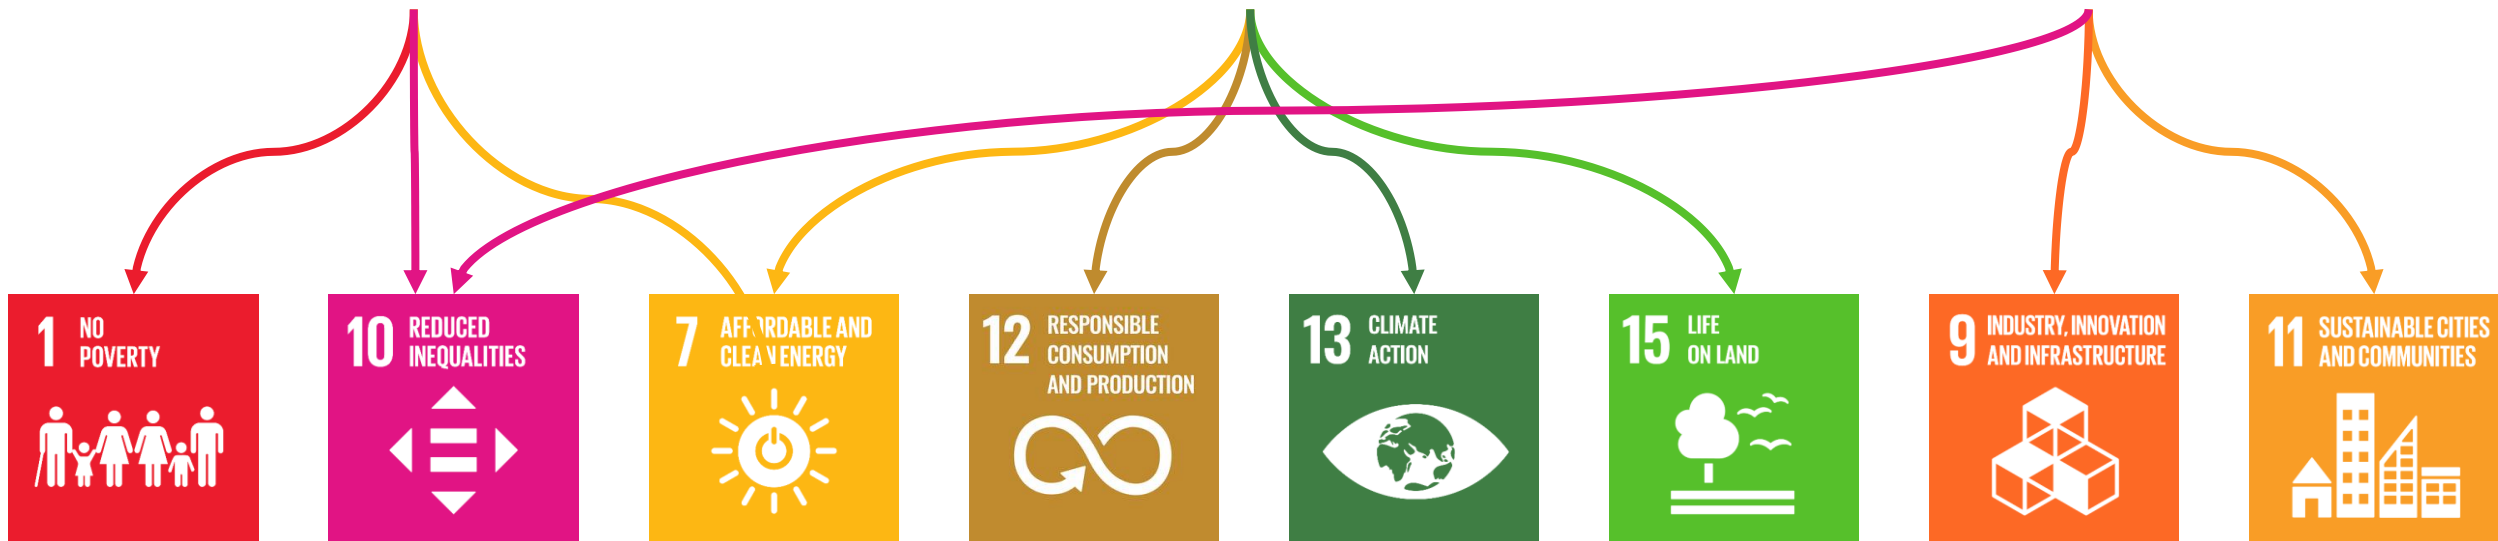 1 NO
POVERTY
10 REDUCED
INEQUALITIES
7 AFFORDABLE AND
CLEAN ENERGY
12 RESPONSIBLE
CONSUMPTION
AND PRODUCTION
13 CLIMATE
ACTION
15 LIFE
ON LAND
9 INDUSTRY, INNOVATION
AND INFRASTRUCTURE
11 SUSTAINABLE CITIES
AND COMMUNITIES